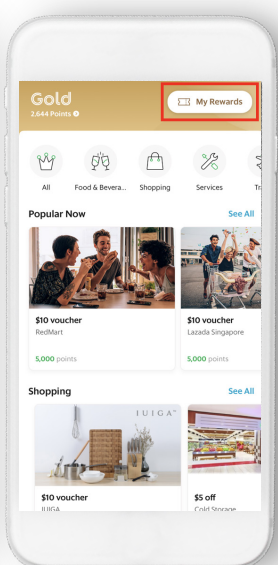 Gold
2.644 Points
My Rewards
All
Food & Bevera...
Shopping
Services
Tr
Popular Now
See All
$10 voucher
RedMart
5,000 points
$10 voucher
Lazada Singapore
5,000 points
Shopping
See All
IUIGA
$10 voucher
IUIGA
$5 off
Cold Storage